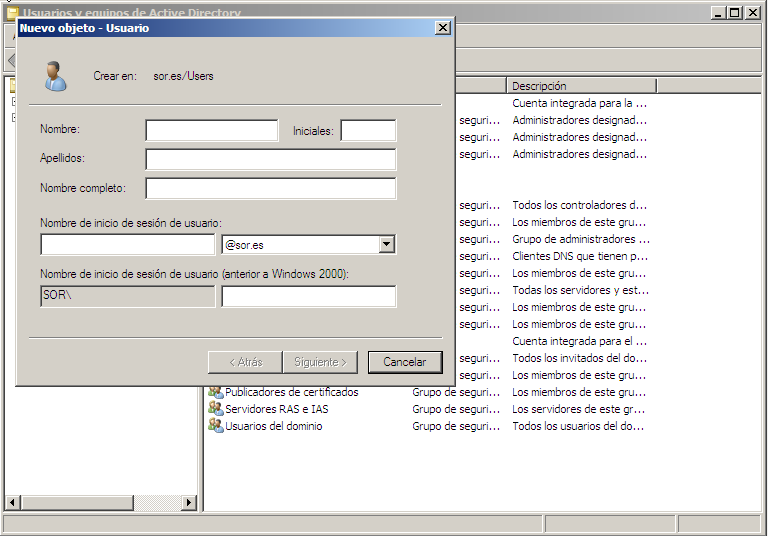 Usuarios y equipos de Active Directory
Nuevo objeto - Usuario
Crear en: sor.es/Users
Nombre: Iniciales:
Apellidos:
Nombre completo:
Nombre de inicio de sesión de usuario:
@sor.es
Nombre de inicio de sesión de usuario (anterior a Windows 2000):
SOR\
< Atrás Siguiente > Cancelar
Descripción
Cuenta integrada para la ...
seguri... Administradores designad...
seguri... Administradores designad...
seguri... Administradores designad...
seguri... Todos los controladores d...
seguri... Los miembros de este gru...
seguri... Grupo de administradores ...
seguri... Clientes DNS que tienen p...
seguri... Los miembros de este gru...
seguri... Todas los servidores y est...
seguri... Los miembros de este gru...
seguri... Los miembros de este gru...
Cuenta integrada para el ...
seguri... Todos los invitados del do...
seguri... Los miembros de este gru...
Publicadores de certificados Grupo de seguri... Los miembros de este gru...
Servidores RAS e IAS Grupo de seguri... Los servidores de este gr...
Usuarios del dominio Grupo de seguri... Todos los usuarios del do...